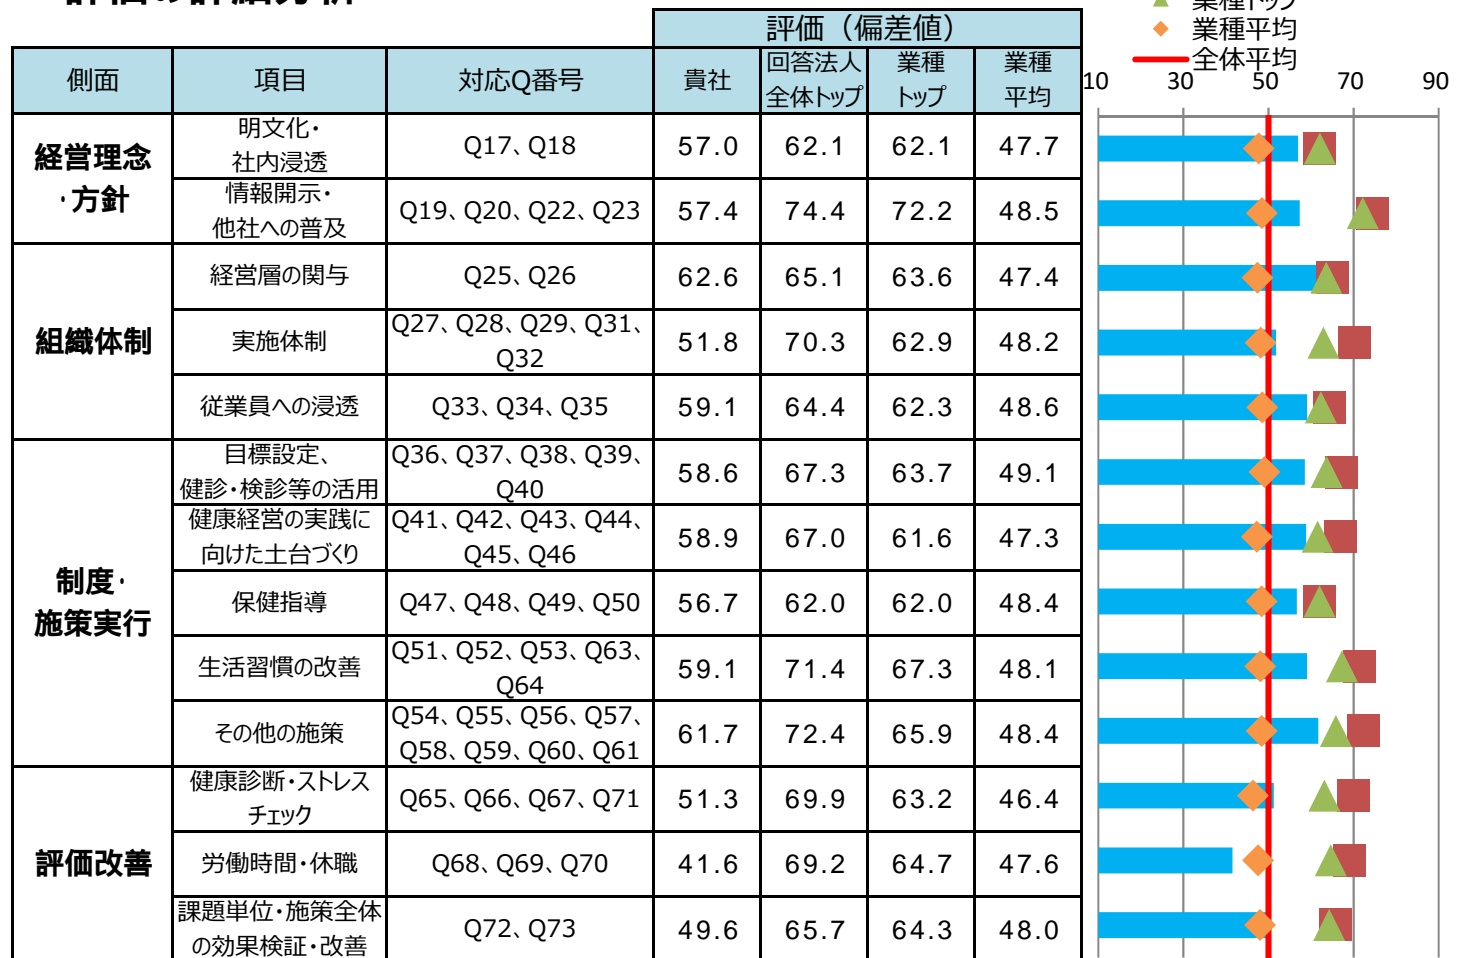 評価の詳細分析
業種トップ
業種平均
全体平均
評価（偏差値）
側面 項目 対応Q番号 貴社 回答法人 業種 業種
全体トップ トップ 平均
10 30 50 70 90
経営理念
・方針
明文化・
社内浸透
Q17、Q18 57.0 62.1 62.1 47.7
情報開示・
他社への普及
Q19、Q20、Q22、Q23 57.4 74.4 72.2 48.5
組織体制
経営層の関与 Q25、Q26 62.6 65.1 63.6 47.4
実施体制
Q27、Q28、Q29、Q31、
Q32
51.8 70.3 62.9 48.2
従業員への浸透 Q33、Q34、Q35 59.1 64.4 62.3 48.6
制度・
施策実行
目標設定、
健診・検診等の活用
Q36、Q37、Q38、Q39、
Q40
58.6 67.3 63.7 49.1
健康経営の実践に
向けた土台づくり
Q41、Q42、Q43、Q44、
Q45、Q46
58.9 67.0 61.6 47.3
保健指導 Q47、Q48、Q49、Q50 56.7 62.0 62.0 48.4
生活習慣の改善
Q51、Q52、Q53、Q63、
Q64
59.1 71.4 67.3 48.1
その他の施策
Q54、Q55、Q56、Q57、
Q58、Q59、Q60、Q61
61.7 72.4 65.9 48.4
評価改善
健康診断・ストレス
チェック
Q65、Q66、Q67、Q71 51.3 69.9 63.2 46.4
労働時間・休職 Q68、Q69、Q70 41.6 69.2 64.7 47.6
課題単位・施策全体
の効果検証・改善
Q72、Q73 49.6 65.7 64.3 48.0